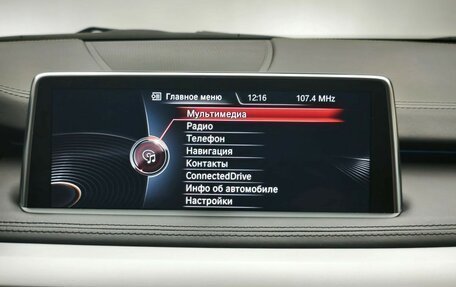 Главное меню 12:16 107.4 MHz
Мультимедиа
Радио
Телефон
Навигация
Контакты
ConnectedDrive
Инфо об автомобиле
Настройки